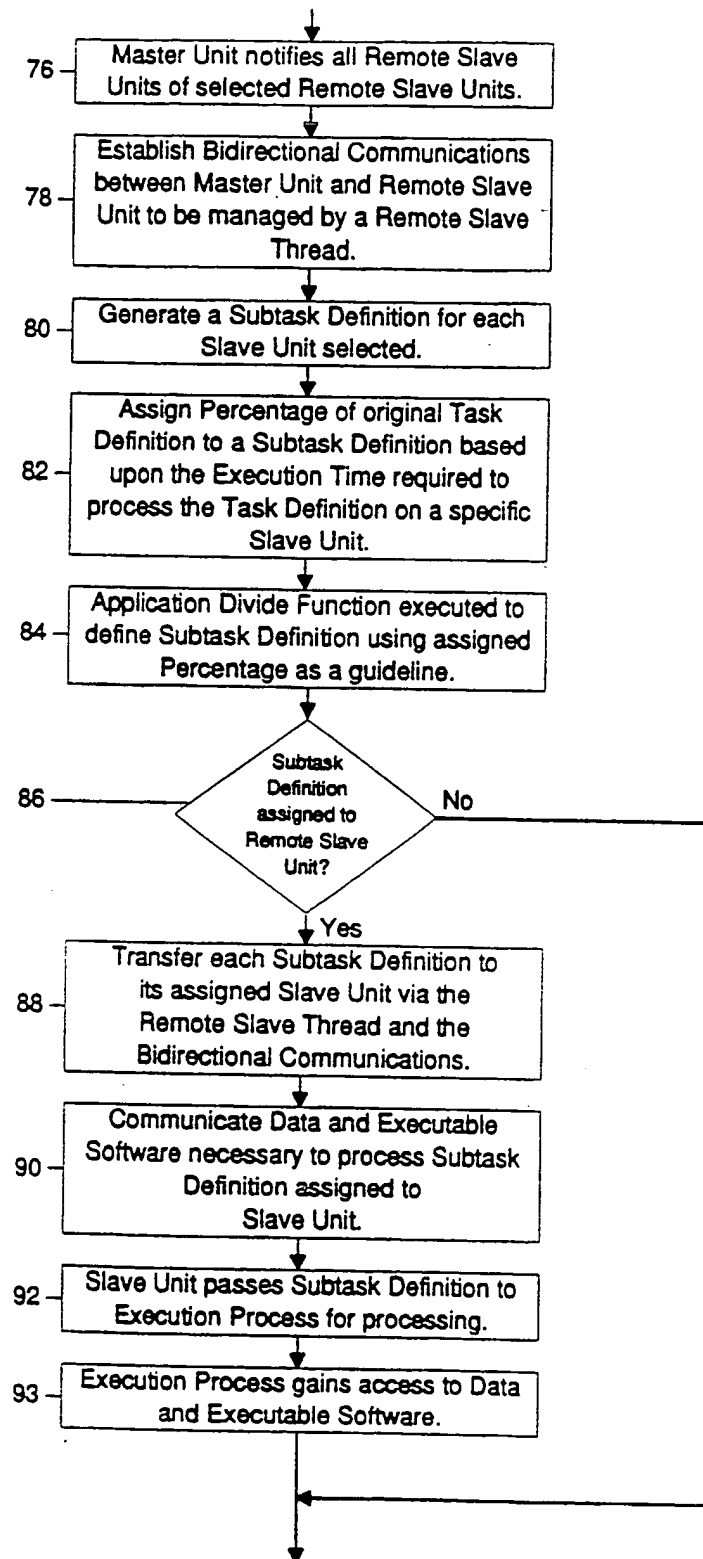 76
Master Unit notifies all Remote Slave
Units of selected Remote Slave Units.
78
Establish Bidirectional Communications
between Master Unit and Remote Slave
Unit to be managed by a Remote Slave
Thread.
80
Generate a Subtask Definition for each
Slave Unit selected.
82
Assign Percentage of original Task
Definition to a Subtask Definition based
upon the Execution Time required to
process the Task Definition on a specific
Slave Unit.
84
Application Divide Function executed to
define Subtask Definition using assigned
Percentage as a guideline.
86
Subtask
Definition
assigned to
Remote Slave
Unit?
No
Yes
88
Transfer each Subtask Definition to
its assigned Slave Unit via the
Remote Slave Thread and the
Bidirectional Communications.
90
Communicate Data and Executable
Software necessary to process Subtask
Definition assigned to
Slave Unit.
92
Slave Unit passes Subtask Definition to
Execution Process for processing.
93
Execution Process gains access to Data
and Executable Software.